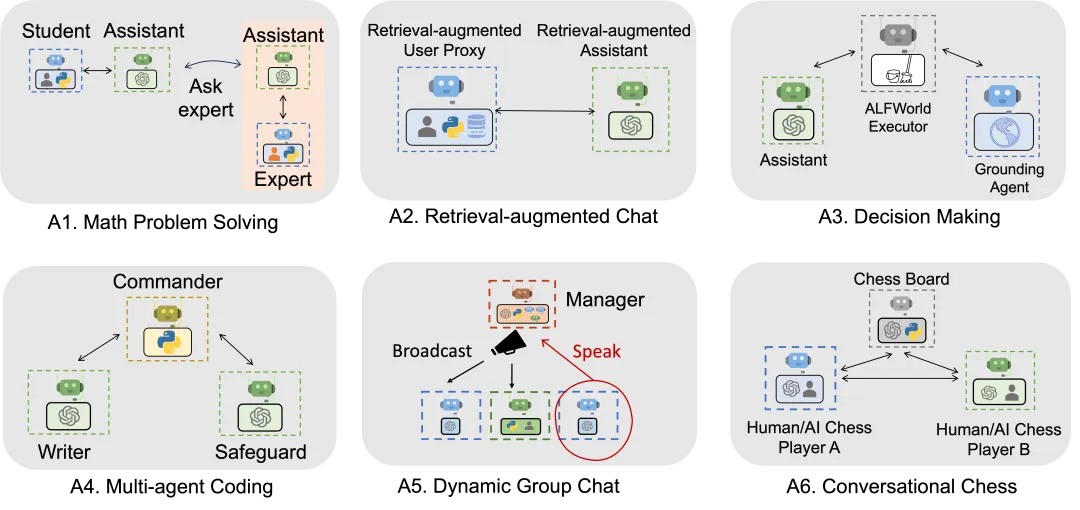 Student Assistant
Assistant
Ask
expert
Expert
A1. Math Problem Solving
Retrieval-augmented
User Proxy
Retrieval-augmented
Assistant
A2. Retrieval-augmented Chat
ALFWorld
Executor
Assistant
Grounding
Agent
A3. Decision Making
Commander
Writer
Safeguard
A4. Multi-agent Coding
Manager
Broadcast
Speak
A5. Dynamic Group Chat
Chess Board
Human/AI Chess
Player A
Human/AI Chess
Player B
A6. Conversational Chess